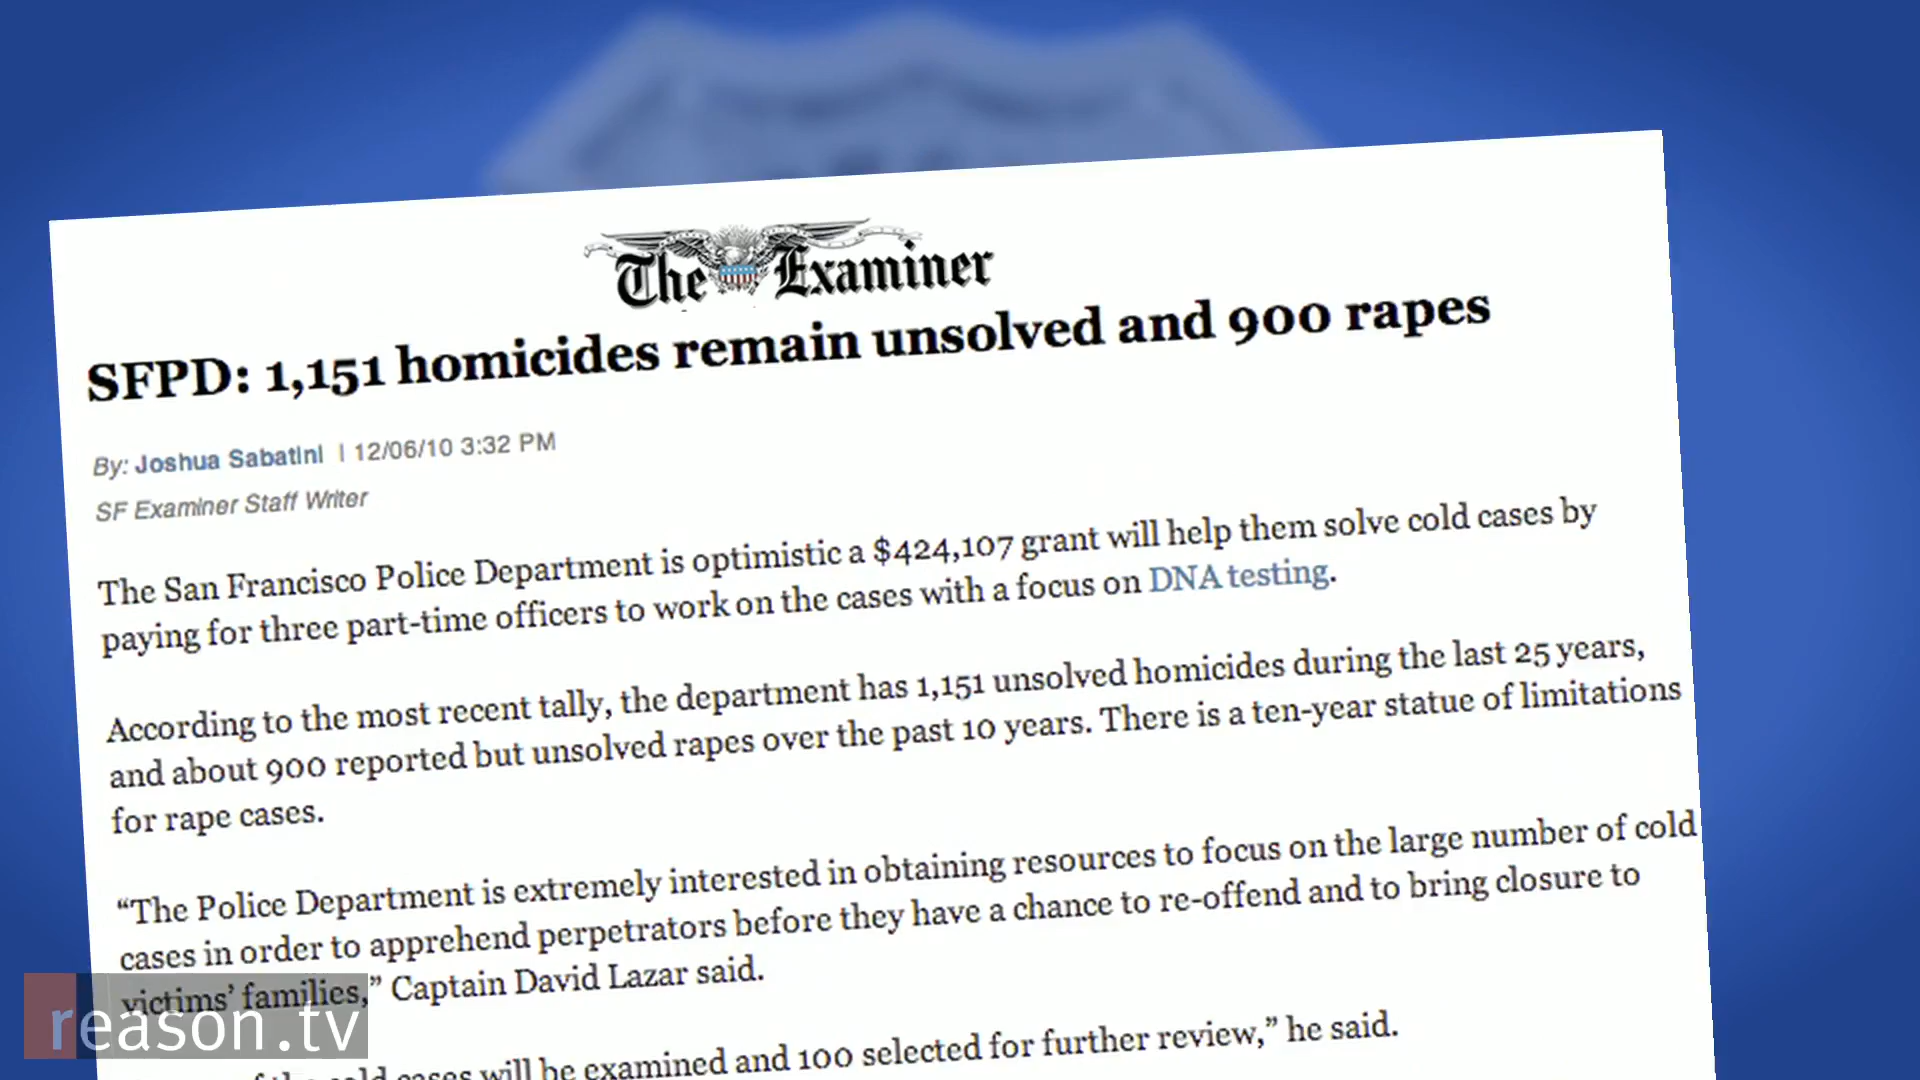 The Examiner
SFPD: 1,151 homicides remain unsolved and 900 rapes
By: Joshua Sabatini | 12/06/10 3:32 PM
SF Examiner Staff Writer
The San Francisco Police Department is optimistic a $424,107 grant will help them solve cold cases by
paying for three part-time officers to work on the cases with a focus on DNA testing.
According to the most recent tally, the department has 1,151 unsolved homicides during the last 25 years,
and about 900 reported but unsolved rapes over the past 10 years. There is a ten-year statue of limitations
for rape cases.
“The Police Department is extremely interested in obtaining resources to focus on the large number of cold
cases in order to apprehend perpetrators before they have a chance to re-offend and to bring closure to
victims’ families,” Captain David Lazar said.
of the cold cases will be examined and 100 selected for further review,” he said.
reason.tv